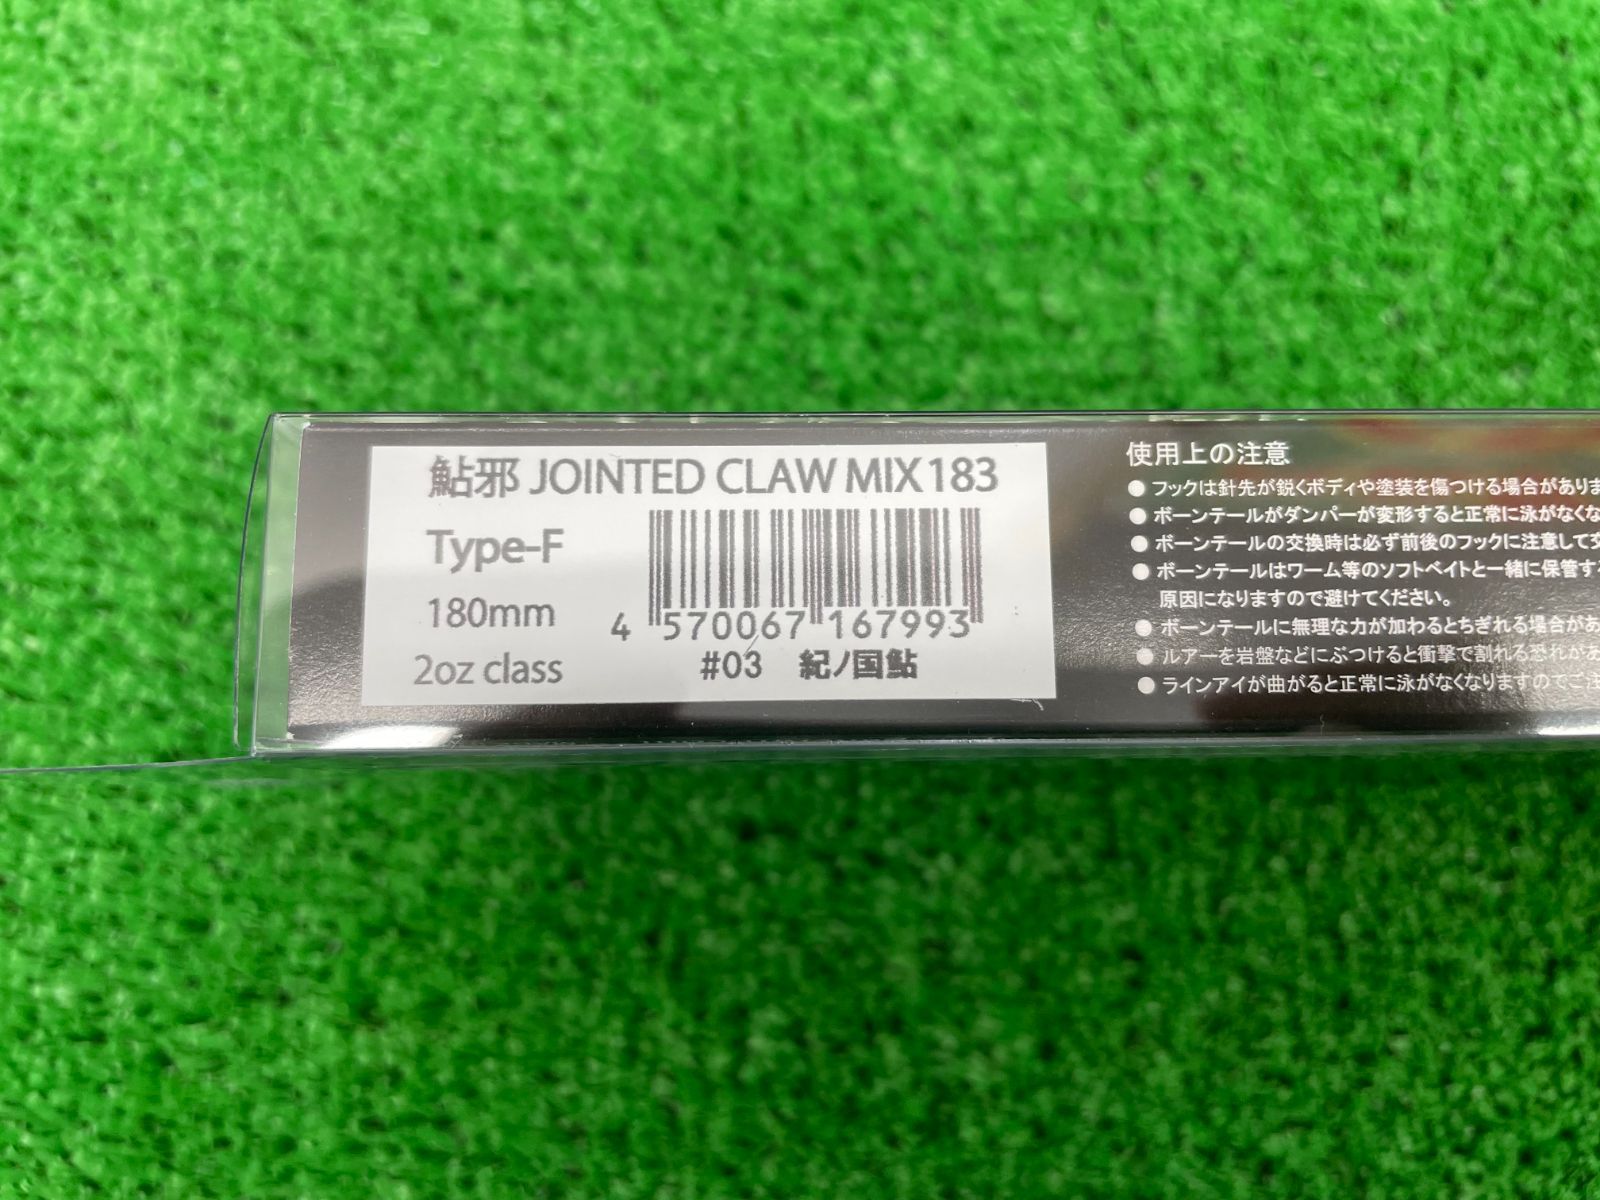 鮎邪 JOINTED CLAW MIX 183
Type-F
180mm
2oz class
4 570067 167993
#03 紀ノ国鮎
使用上の注意
●フックは針先が鋭くボディや塗装を傷つける場合がありま
●ボーンテールがダンパーが変形すると正常に泳がなくな
●ボーンテールの交換時は必ず前後のフックに注意して交
●ボーンテールはワーム等のソフトベイトと一緒に保管する
原因になりますので避けてください。
●ボーンテールに無理な力が加わるとちぎれる場合があ
●ルアーを岩盤などにぶつけると衝撃で割れる恐れがあ
●ラインアイが曲がると正常に泳がなくなりますのでご注